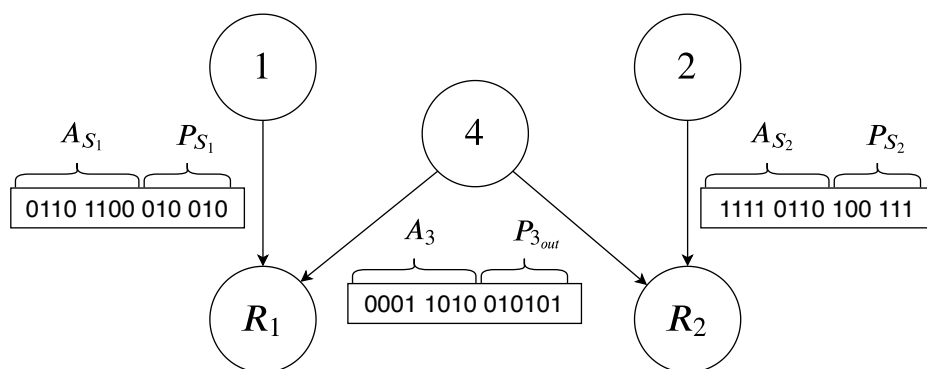 1
2
4
A_{S_1} P_{S_1}
0110 1100 010 010
A_{S_2} P_{S_2}
1111 0110 100 111
A_3 P_{3_{out}}
0001 1010 010101
R_1
R_2